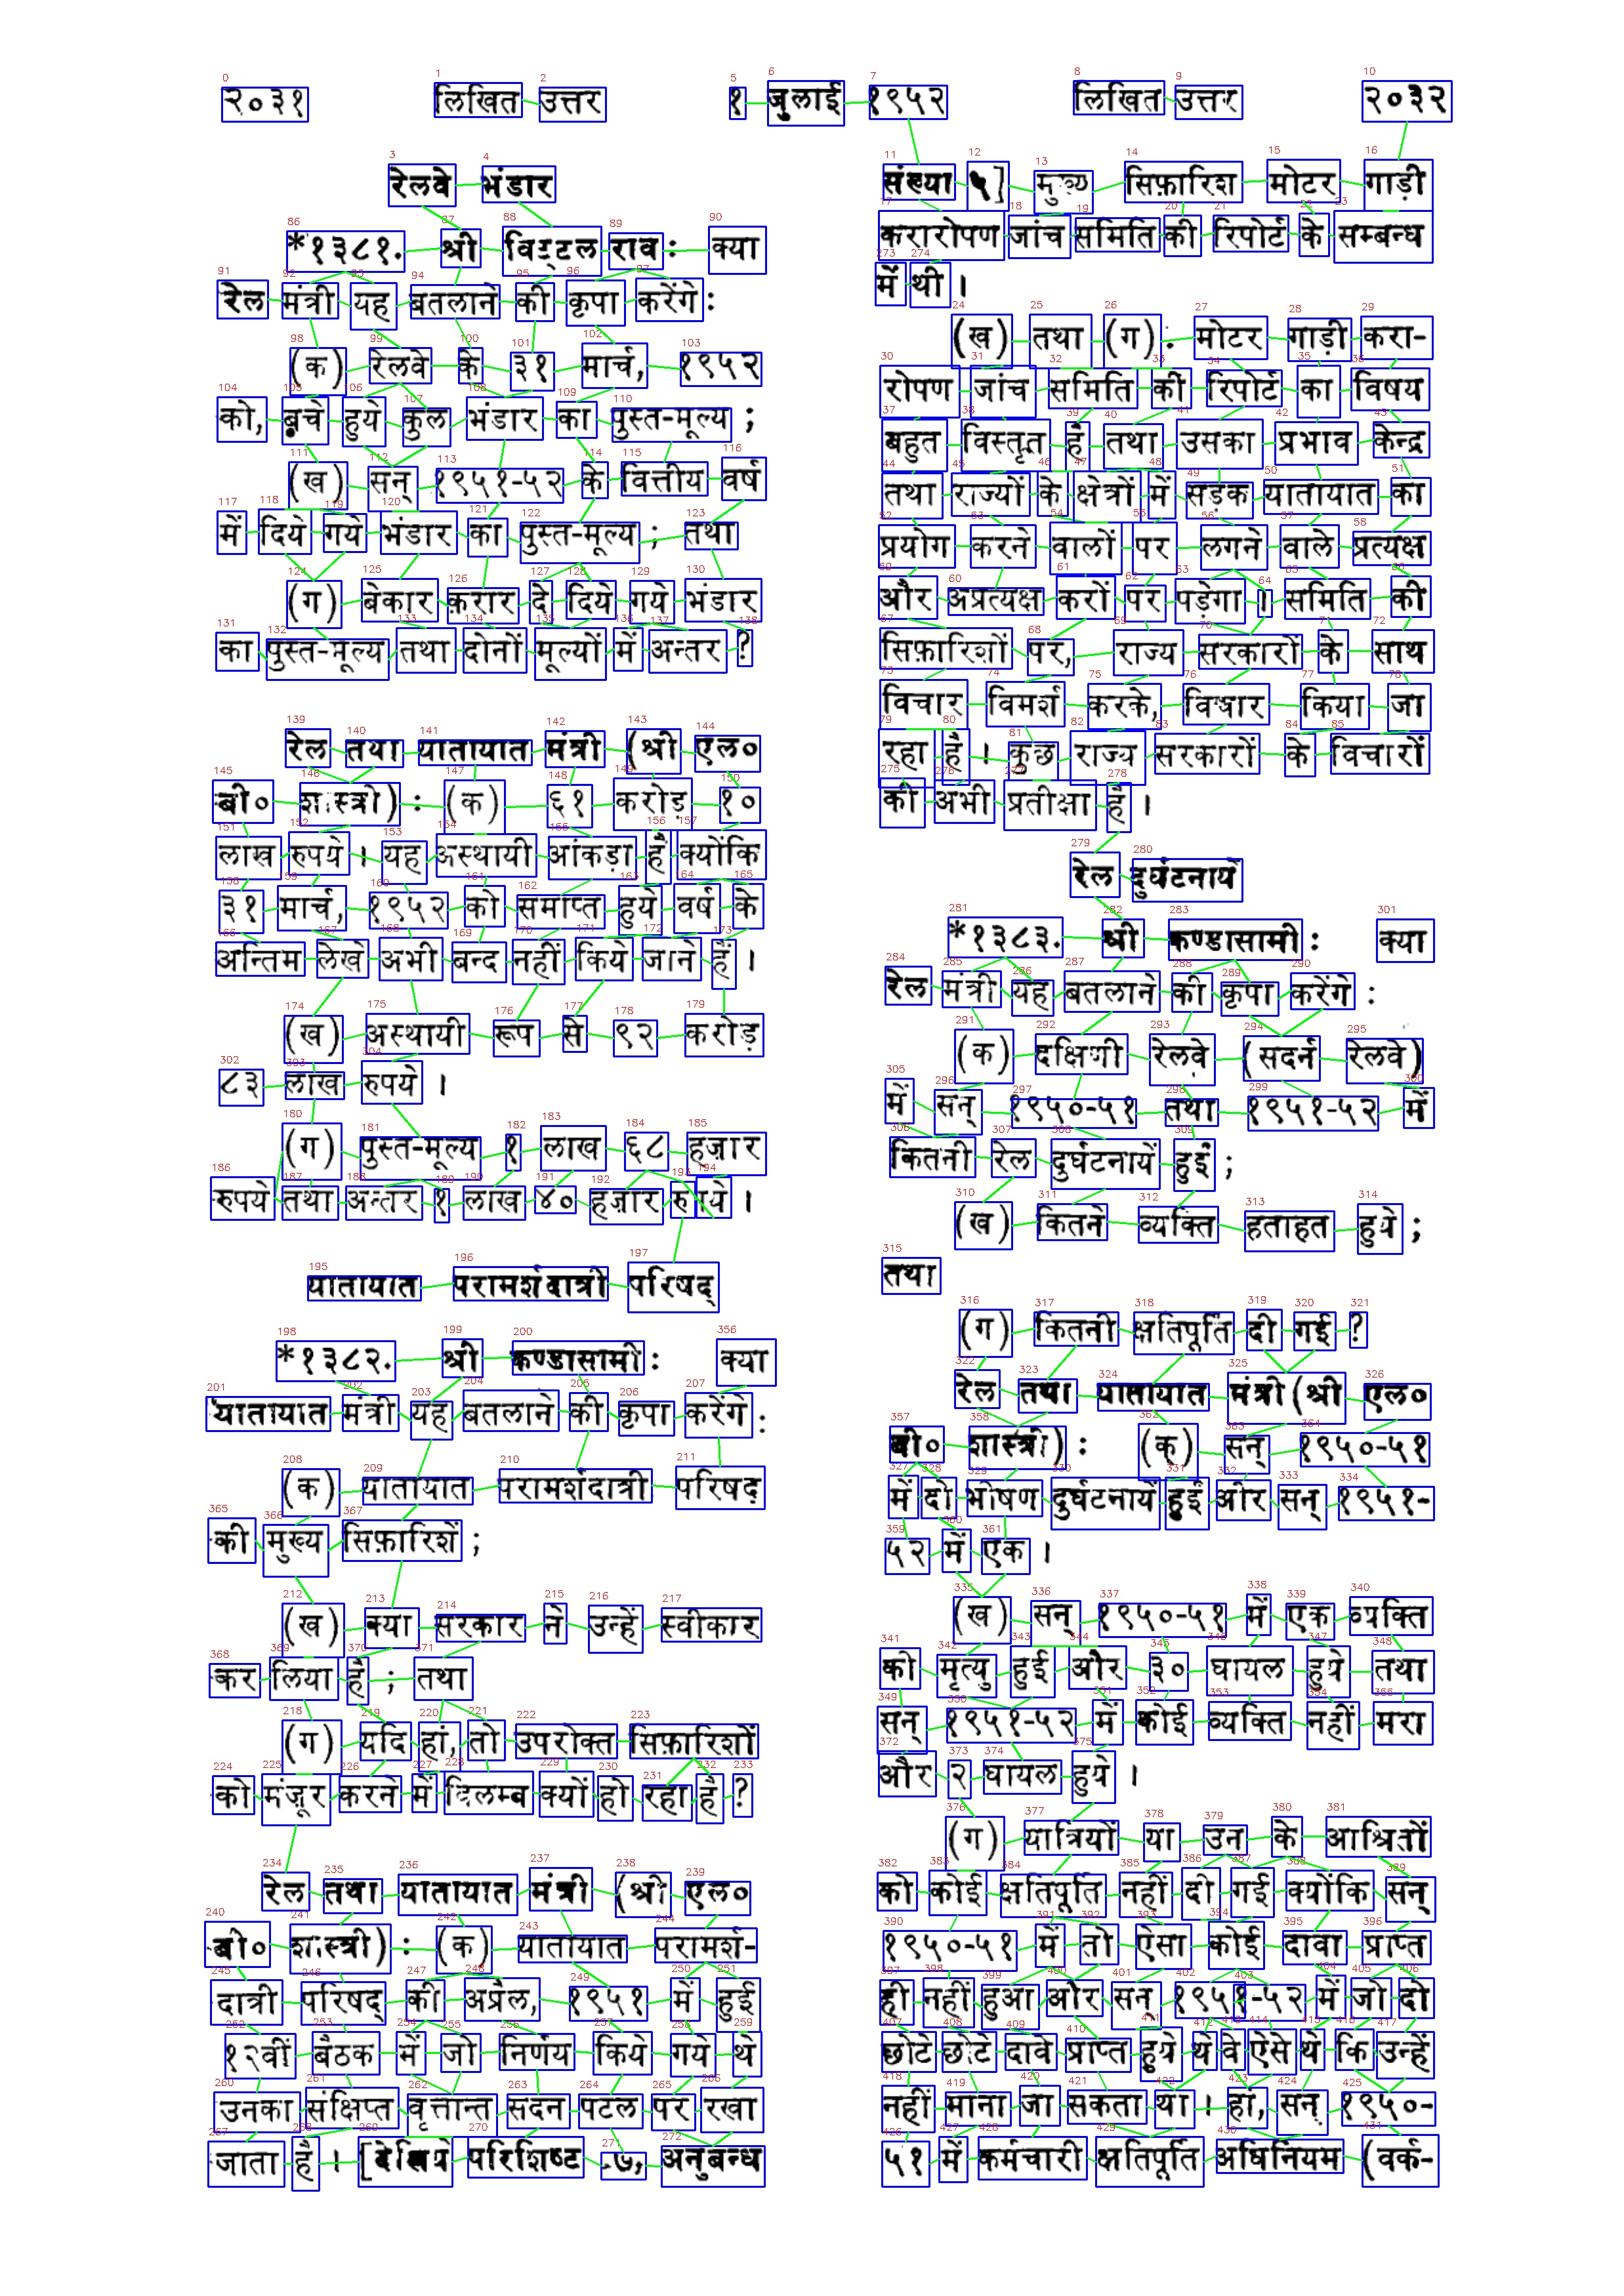 २०३१ लिखित उत्तर १ जुलाई १९५२ लिखित उत्तर २०३२
रेलवे भंडार
*१३८१. श्री विट्टल राव : क्या
रेल मंत्री यह बतलाने की कृपा करेंगे :
(क) रेलवे के ३१ मार्च, १९५२
को, बचे हुये कुल भंडार का पुस्त-मूल्य ;
(ख) सन् १९५१-५२ के वित्तीय वर्ष
में दिये गये भंडार का पुस्त-मूल्य ; तथा
(ग) बेकार क़रार दे दिये गये भंडार
का पुस्त-मूल्य तथा दोनों मूल्यों में अन्तर ?
रेल तथा यातायात मंत्री (श्री एल०
बी० शास्त्री) : (क) ६१ करोड़ १०
लाख रुपये । यह अस्थायी आंकड़ा है क्योंकि
३१ मार्च, १९५२ को समाप्त हुये वर्ष के
अन्तिम लेखे अभी बन्द नहीं किये जाने हैं ।
(ख) अस्थायी रूप से ९२ करोड़
८३ लाख रुपये ।
(ग) पुस्त-मूल्य १ लाख ६८ हज़ार
रुपये तथा अन्तर १ लाख ४० हज़ार रुपये ।
यातायात परामर्शदात्री परिषद्
*१३८२. श्री कण्डासामी : क्या
यातायात मंत्री यह बतलाने की कृपा करेंगे :
(क) यातायात परामर्शदात्री परिषद्
की मुख्य सिफ़ारिशें ;
(ख) क्या सरकार ने उन्हें स्वीकार
कर लिया है ; तथा
(ग) यदि हां, तो उपरोक्त सिफ़ारिशों
को मंज़ूर करने में विलम्ब क्यों हो रहा है ?
रेल तथा यातायात मंत्री (श्री एल०
बी० शास्त्री) : (क) यातायात परामर्श-
दात्री परिषद् की अप्रैल, १९५१ में हुई
१२वीं बैठक में जो निर्णय किये गये थे
उनका संक्षिप्त वृत्तान्त सदन पटल पर रखा
जाता है । [देखिये परिशिष्ट ७, अनुबन्ध
संख्या ५] मुख्य सिफ़ारिश मोटर गाड़ी
करारोपण जांच समिति की रिपोर्ट के सम्बन्ध
में थी ।
(ख) तथा (ग) : मोटर गाड़ी करा-
रोपण जांच समिति की रिपोर्ट का विषय
बहुत विस्तृत है तथा उसका प्रभाव केन्द्र
तथा राज्यों के क्षेत्रों में सड़क यातायात का
प्रयोग करने वालों पर लगने वाले प्रत्यक्ष
और अप्रत्यक्ष करों पर पड़ेगा । समिति की
सिफ़ारिशों पर, राज्य सरकारों के साथ
विचार विमर्श करके, विचार किया जा
रहा है । कुछ राज्य सरकारों के विचारों
की अभी प्रतीक्षा है ।
रेल दुर्घटनायें
*१३८३. श्री कण्डासामी : क्या
रेल मंत्री यह बतलाने की कृपा करेंगे :
(क) दक्षिणी रेलवे (सदर्न रेलवे)
में सन् १९५०-५१ तथा १९५१-५२ में
कितनी रेल दुर्घटनायें हुईं ;
(ख) कितने व्यक्ति हताहत हुये ;
तथा
(ग) कितनी क्षतिपूर्ति दी गई ?
रेल तथा यातायात मंत्री (श्री एल०
बी० शास्त्री) : (क) सन् १९५०-५१
में दो भीषण दुर्घटनायें हुई और सन् १९५१-
५२ में एक ।
(ख) सन् १९५०-५१ में एक व्यक्ति
की मृत्यु हुई और ३० घायल हुये तथा
सन् १९५१-५२ में कोई व्यक्ति नहीं मरा
और २ घायल हुये ।
(ग) यात्रियों या उन के आश्रितों
को कोई क्षतिपूर्ति नहीं दी गई क्योंकि सन्
१९५०-५१ में तो ऐसा कोई दावा प्राप्त
ही नहीं हुआ और सन १९५१-५२ में जो दो
छोटे छोटे दावे प्राप्त हुये थे वे ऐसे थे कि उन्हें
नहीं माना जा सकता था । हां, सन् १९५०-
५१ में कर्मचारी क्षतिपूर्ति अधिनियम (वर्क-